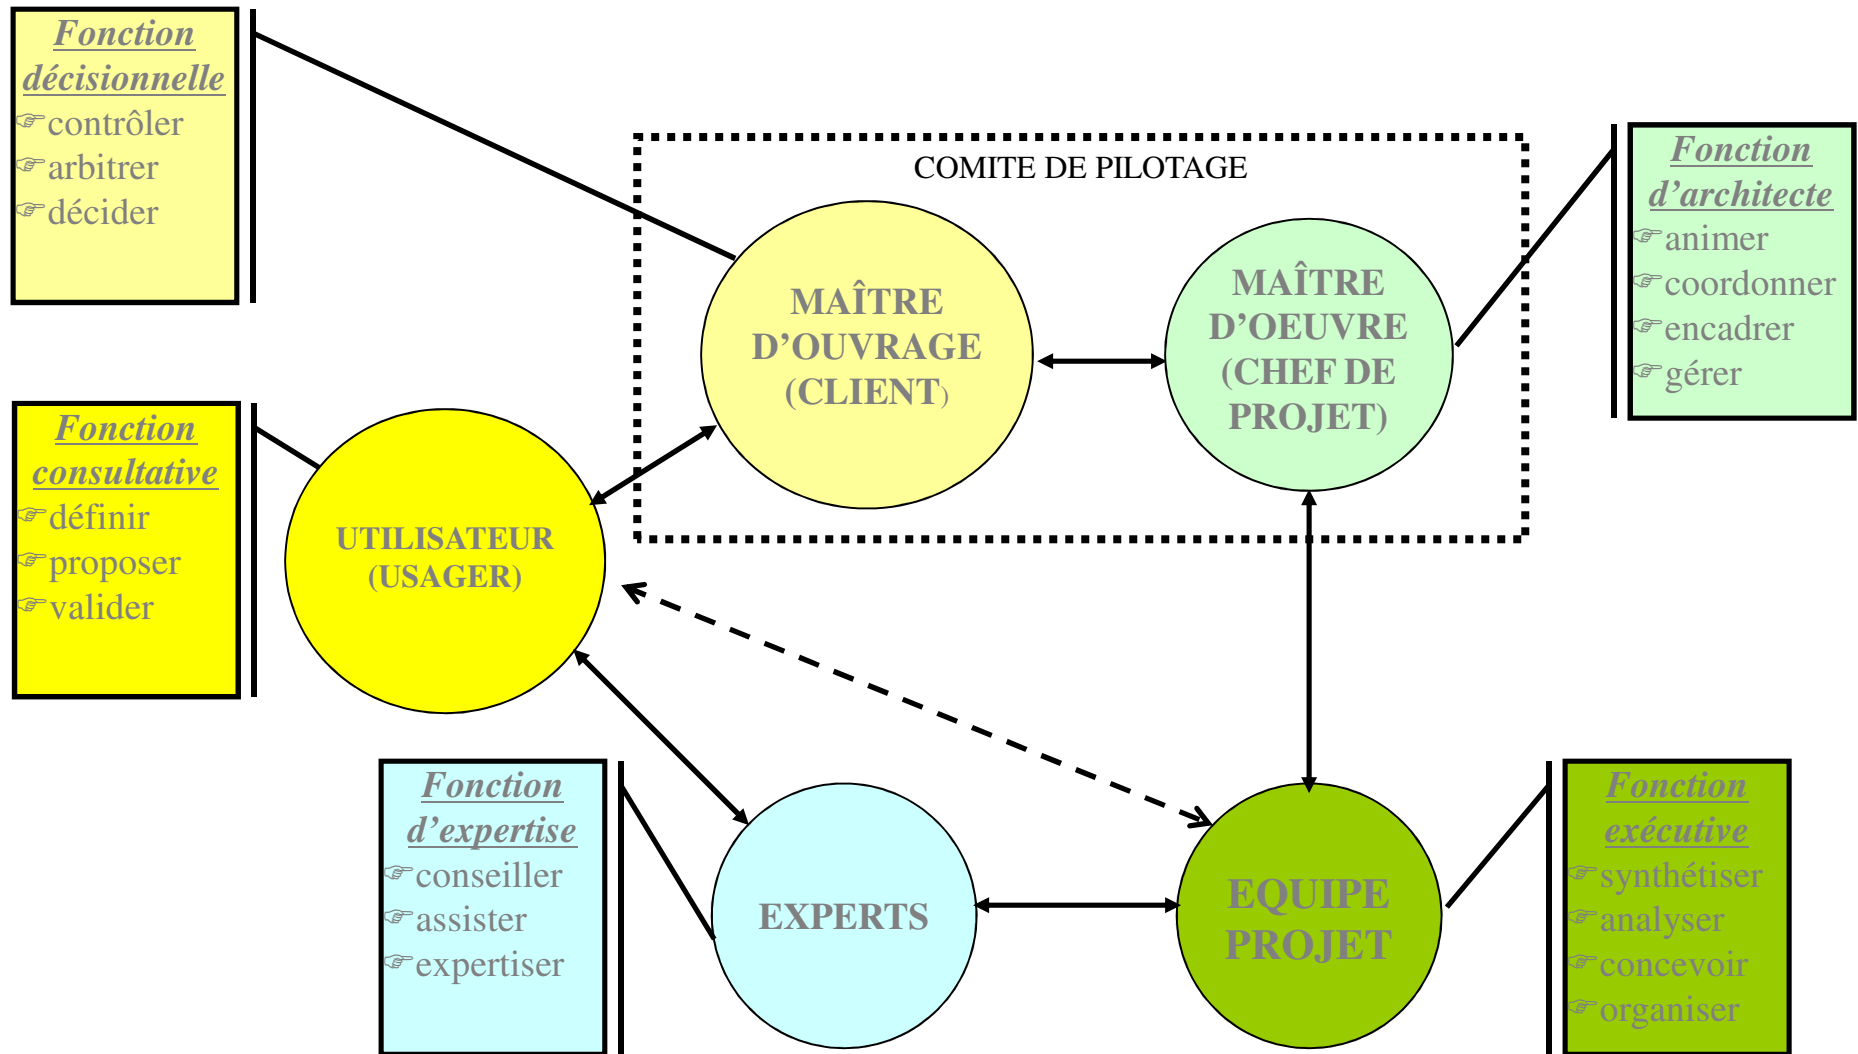 Fonction
décisionnelle
☞contrôler
☞arbitrer
☞décider
COMITE DE PILOTAGE
MAÎTRE
D’OUVRAGE
(CLIENT)
MAÎTRE
D’OEUVRE
(CHEF DE
PROJET)
Fonction
d’architecte
☞animer
☞coordonner
☞encadrer
☞gérer
Fonction
consultative
☞définir
☞proposer
☞valider
UTILISATEUR
(USAGER)
Fonction
d’expertise
☞conseiller
☞assister
☞expertiser
EXPERTS
EQUIPE
PROJET
Fonction
exécutive
☞synthétiser
☞analyser
☞concevoir
☞organiser